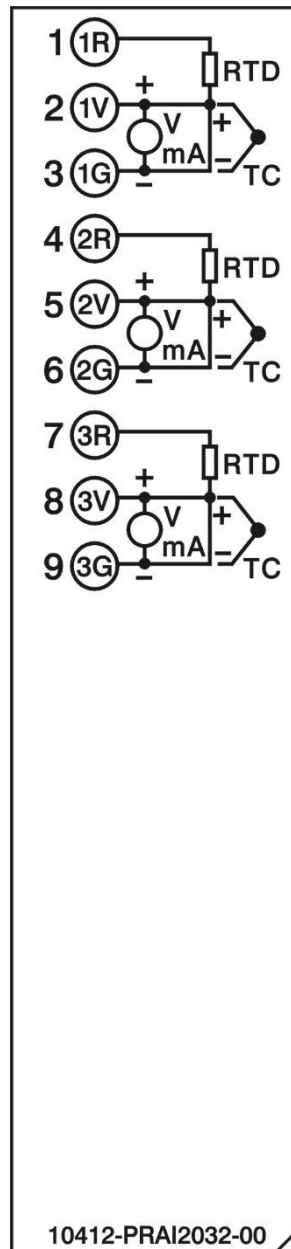 1 1R RTD
+
2 1V V +
mA
3 1G - - TC
4 2R RTD
+
5 2V V +
mA
6 2G - - TC
7 3R RTD
+
8 3V V +
mA
9 3G - - TC
10412-PRAI2032-00